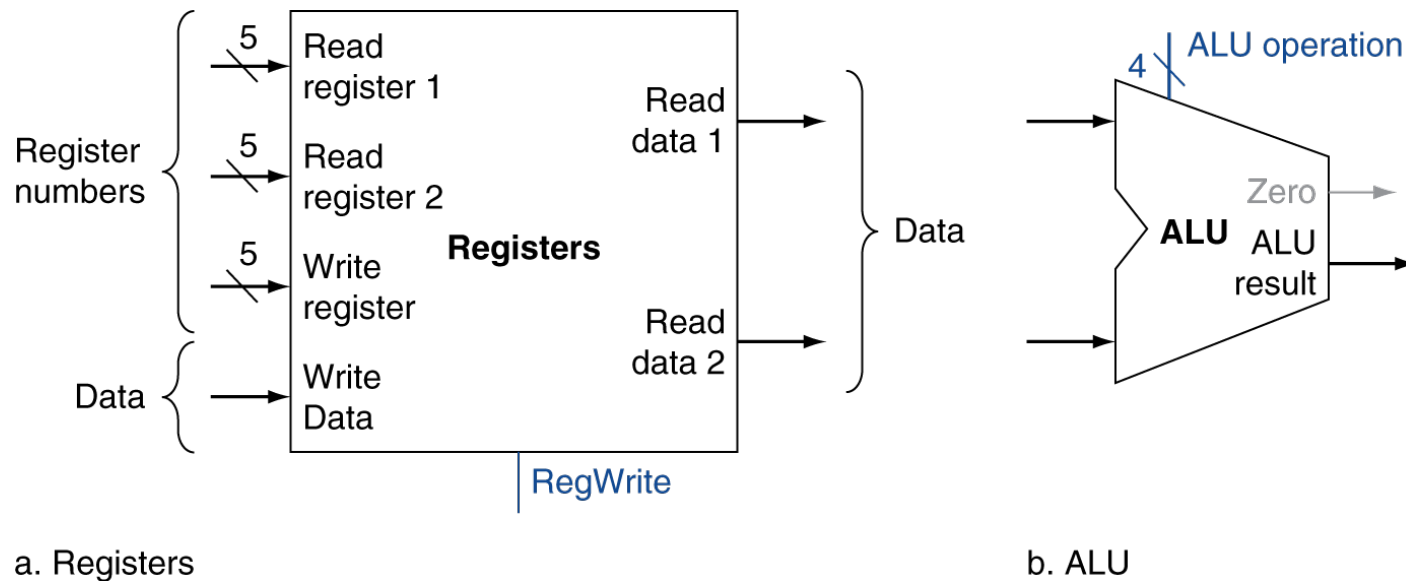 Register
numbers
Data
5
Read
register 1
5
Read
register 2
5
Write
register
Write
Data
Registers
Read
data 1
Read
data 2
RegWrite
Data
4
ALU operation
Zero
ALU
ALU
result
a. Registers
b. ALU